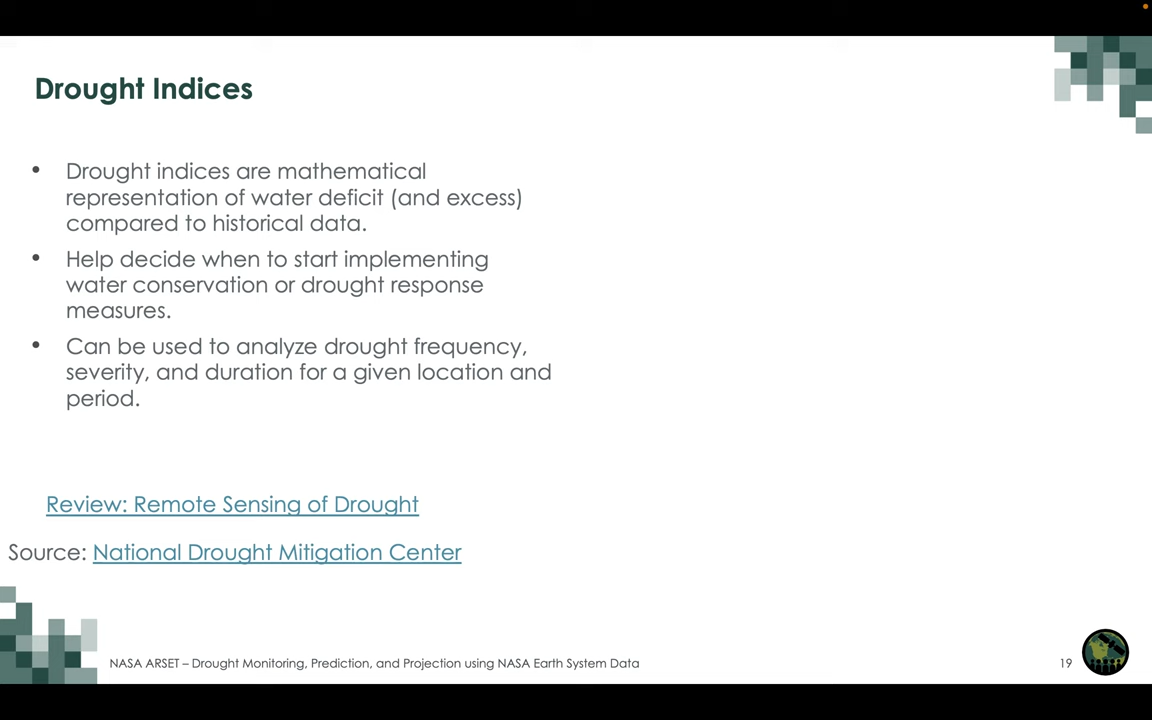 Drought Indices
• Drought indices are mathematical
representation of water deficit (and excess)
compared to historical data.
• Help decide when to start implementing
water conservation or drought response
measures.
• Can be used to analyze drought frequency,
severity, and duration for a given location and
period.
Review: Remote Sensing of Drought
Source: National Drought Mitigation Center
NASA ARSET – Drought Monitoring, Prediction, and Projection using NASA Earth System Data
19